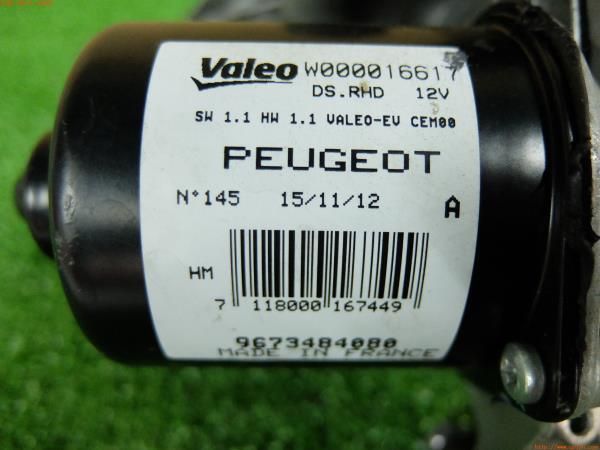 Valeo W000016617
DS.RHD 12V
SW 1.1 HW 1.1 VALEO-EV CEM00
PEUGEOT
N°145 15/11/12 A
HM
7 118000 167449
9673484080
MADE IN FRANCE